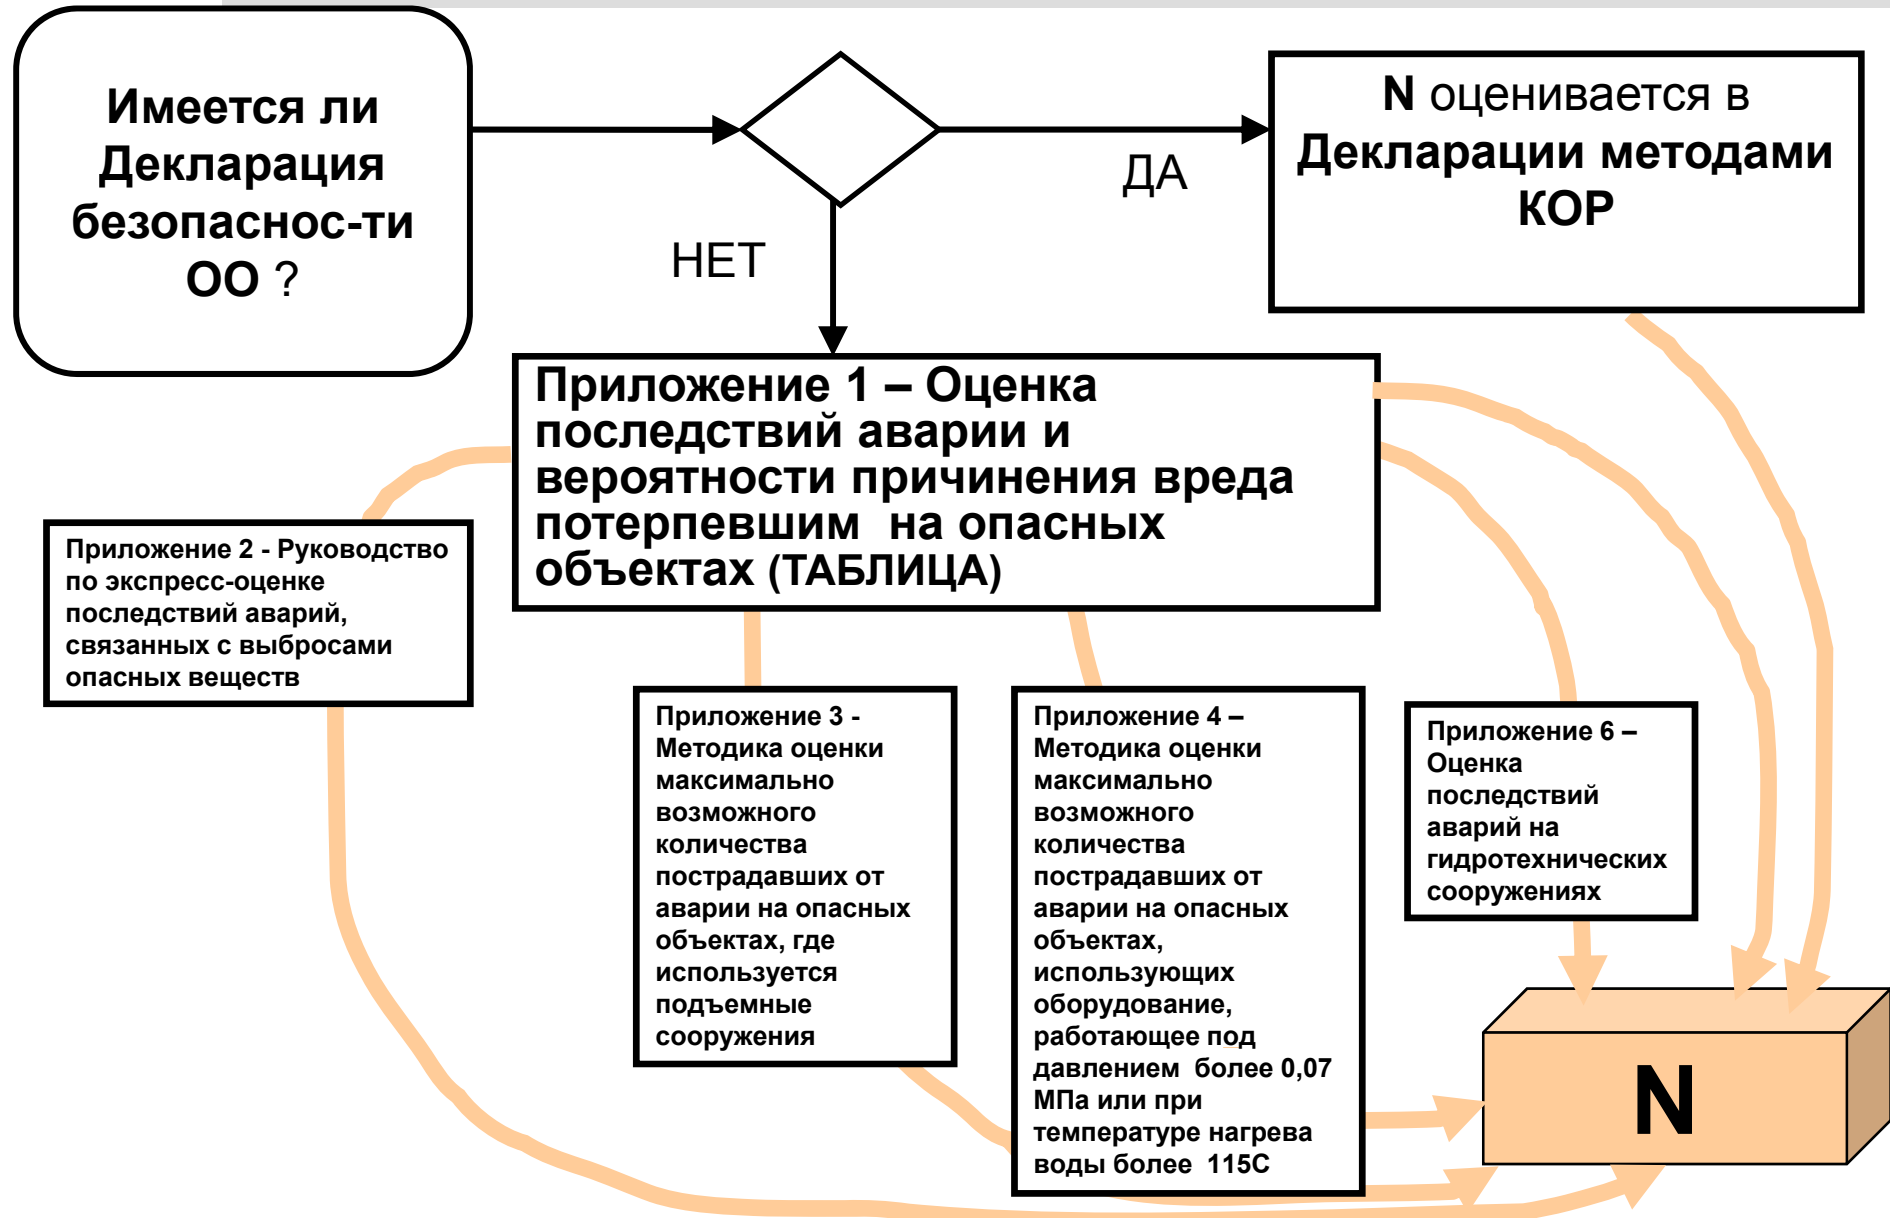 Имеется ли
Декларация
безопаснос-ти
ОО ?
ДА
НЕТ
N оценивается в
Декларации методами
КОР
Приложение 1 – Оценка
последствий аварии и
вероятности причинения вреда
потерпевшим на опасных
объектах (ТАБЛИЦА)
Приложение 2 - Руководство
по экспресс-оценке
последствий аварий,
связанных с выбросами
опасных веществ
Приложение 3 -
Методика оценки
максимально
возможного
количества
пострадавших от
аварии на опасных
объектах, где
используется
подъемные
сооружения
Приложение 4 –
Методика оценки
максимально
возможного
количества
пострадавших от
аварии на опасных
объектах,
использующих
оборудование,
работающее под
давлением более 0,07
МПа или при
температуре нагрева
воды более 115С
Приложение 6 –
Оценка
последствий
аварий на
гидротехнических
сооружениях
N